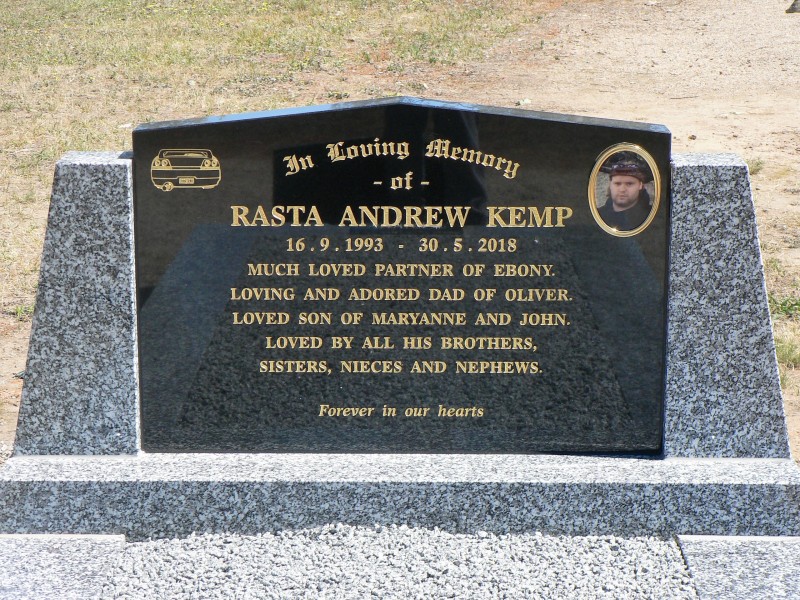 In Loving Memory
- of -
RASTA ANDREW KEMP
16.9.1993 - 30.5.2018
MUCH LOVED PARTNER OF EBONY.
LOVING AND ADORED DAD OF OLIVER.
LOVED SON OF MARYANNE AND JOHN.
LOVED BY ALL HIS BROTHERS,
SISTERS, NIECES AND NEPHEWS.
Forever in our hearts